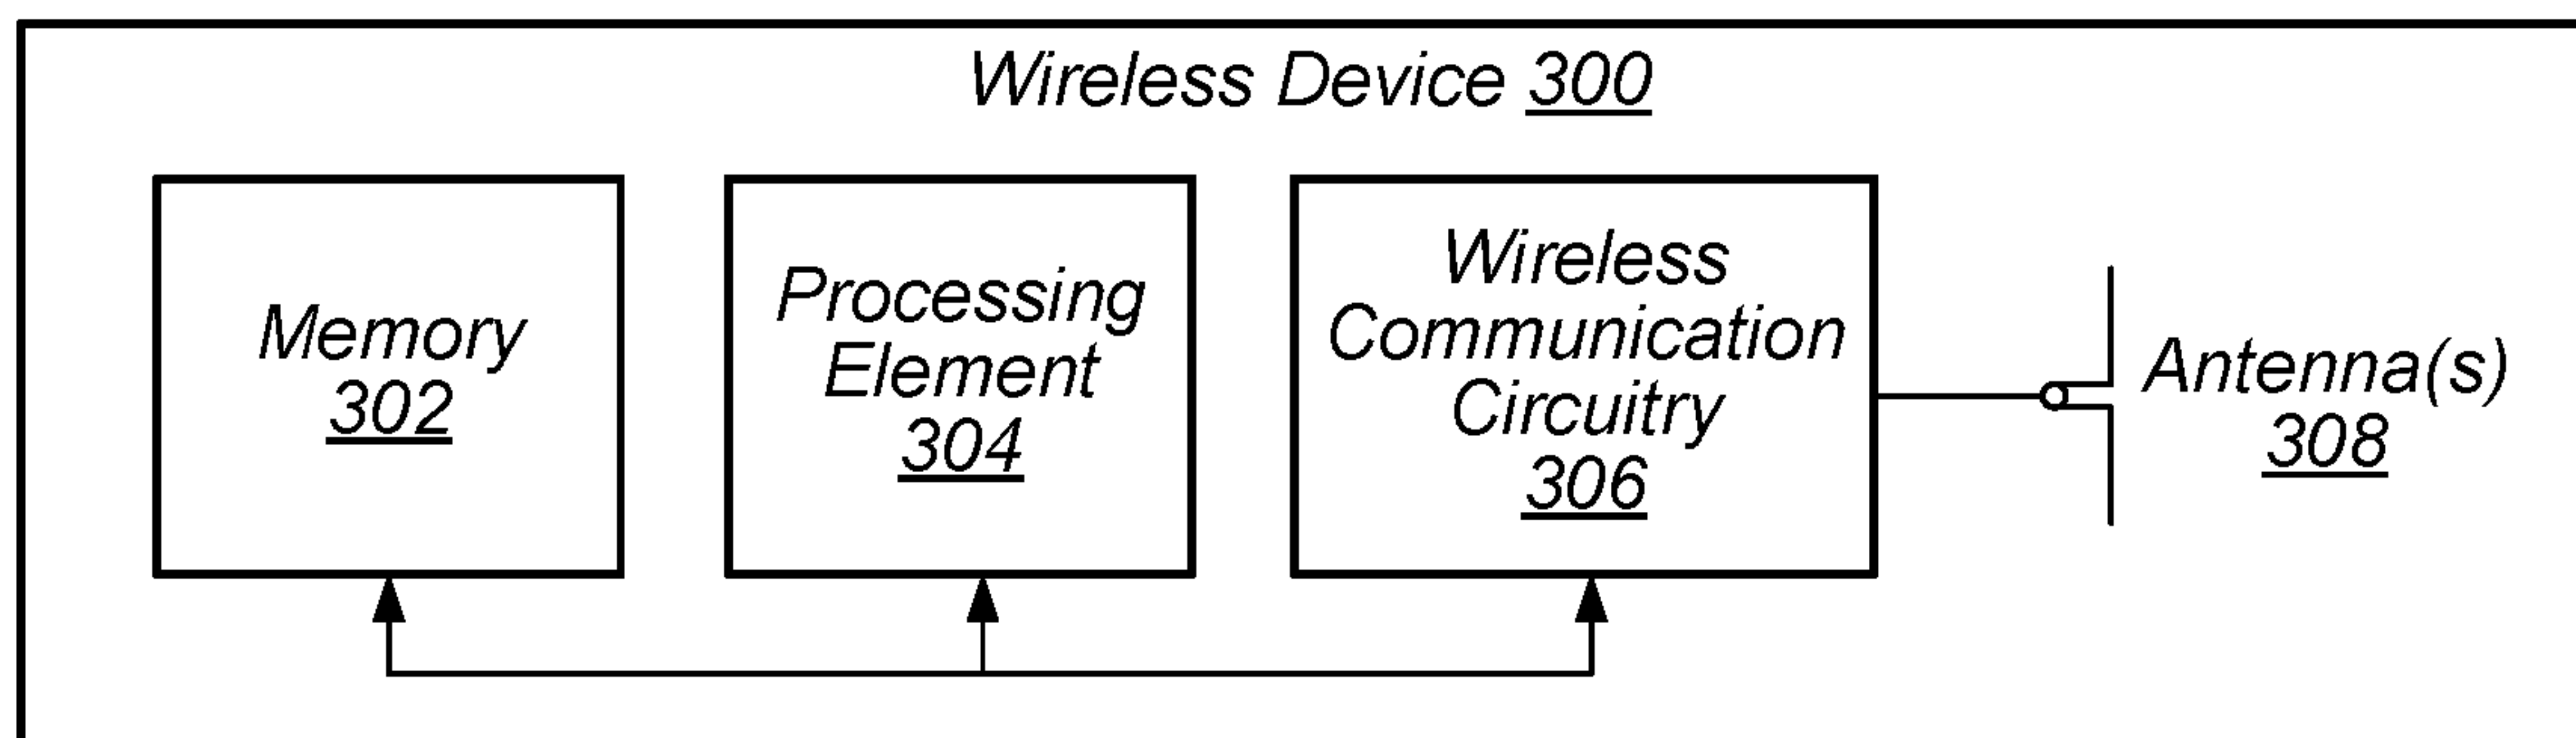 Wireless Device 300
Memory
302
Processing
Element
304
Wireless
Communication
Circuitry
306
Antenna(s)
308